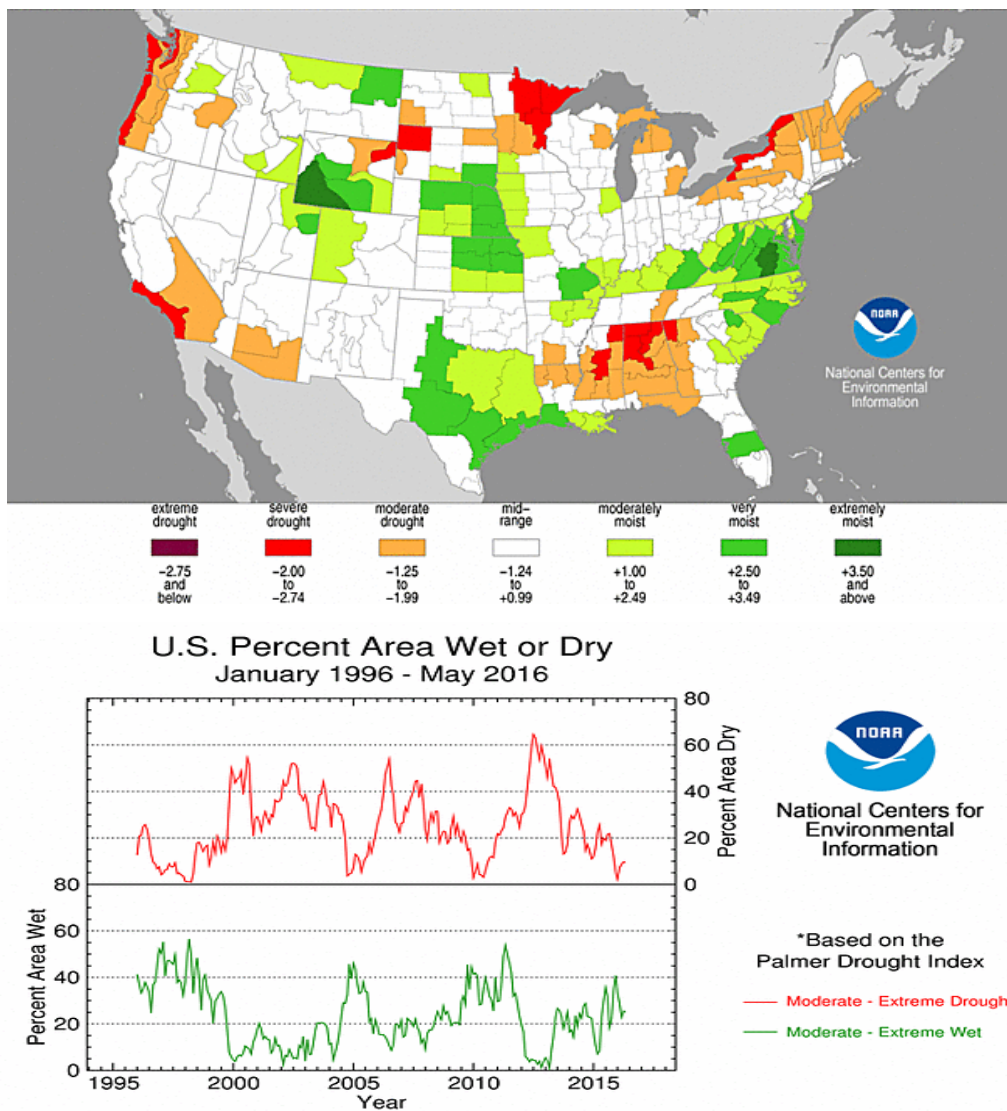 NOAA
National Centers for
Environmental
Information
extreme drought
severe drought
moderate drought
mid-range
moderately moist
very moist
extremely moist
-2.75 and below
-2.00 to -2.74
-1.25 to -1.99
-1.24 to +0.99
+1.00 to +2.49
+2.50 to +3.49
+3.50 and above
U.S. Percent Area Wet or Dry
January 1996 - May 2016
80
60
40
20
0
Percent Area Dry
80
60
40
20
0
Percent Area Wet
1995
2000
2005
2010
2015
Year
NOAA
National Centers for
Environmental
Information
*Based on the
Palmer Drought Index
Moderate - Extreme Drough
Moderate - Extreme Wet